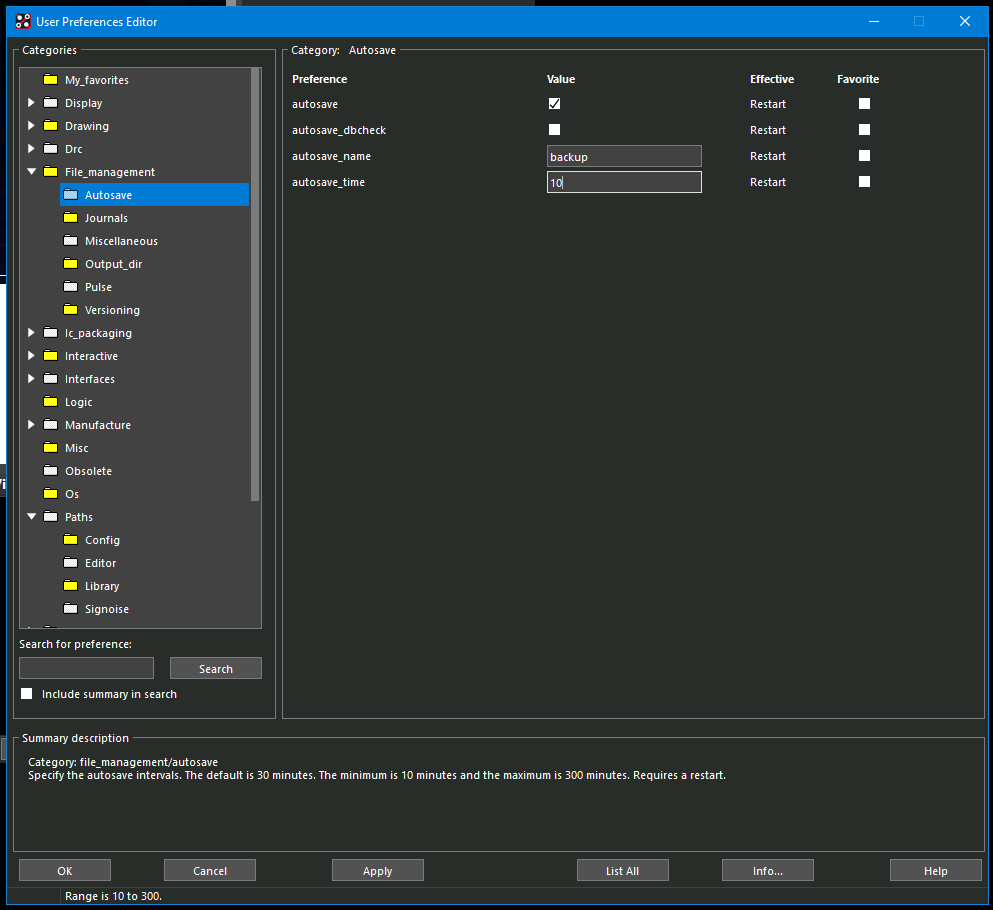 User Preferences Editor
Categories
My_favorites
Display
Drawing
Drc
File_management
Autosave
Journals
Miscellaneous
Output_dir
Pulse
Versioning
Ic_packaging
Interactive
Interfaces
Logic
Manufacture
Misc
Obsolete
Os
Paths
Config
Editor
Library
Signoise
Search for preference:
Search
Include summary in search
Category: Autosave
Preference Value Effective Favorite
autosave Restart
autosave_dbcheck Restart
autosave_name backup Restart
autosave_time 10 Restart
Summary description
Category: file_management/autosave
Specify the autosave intervals. The default is 30 minutes. The minimum is 10 minutes and the maximum is 300 minutes. Requires a restart.
OK Cancel Apply List All Info... Help
Range is 10 to 300.